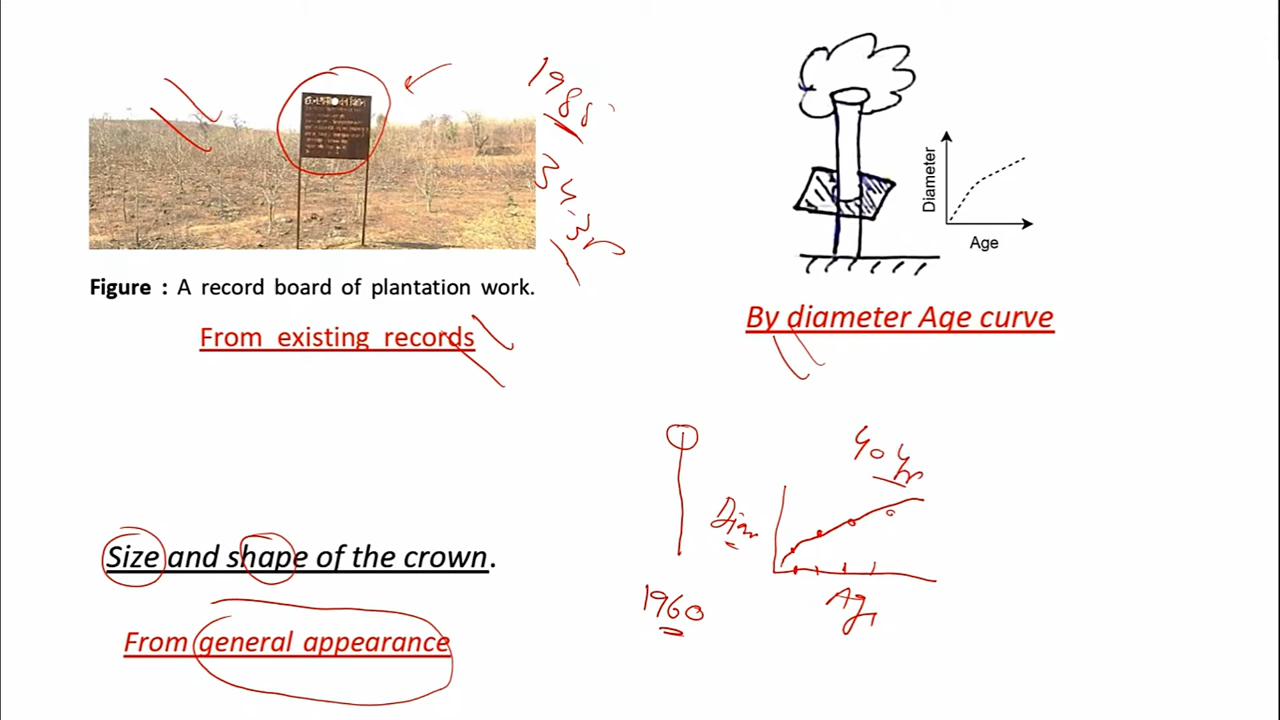 1988
34-35
Figure : A record board of plantation work.
From existing records
Diameter
Age
By diameter Age curve
40 yr
Dia
1960
Age
Size and shape of the crown.
From general appearance